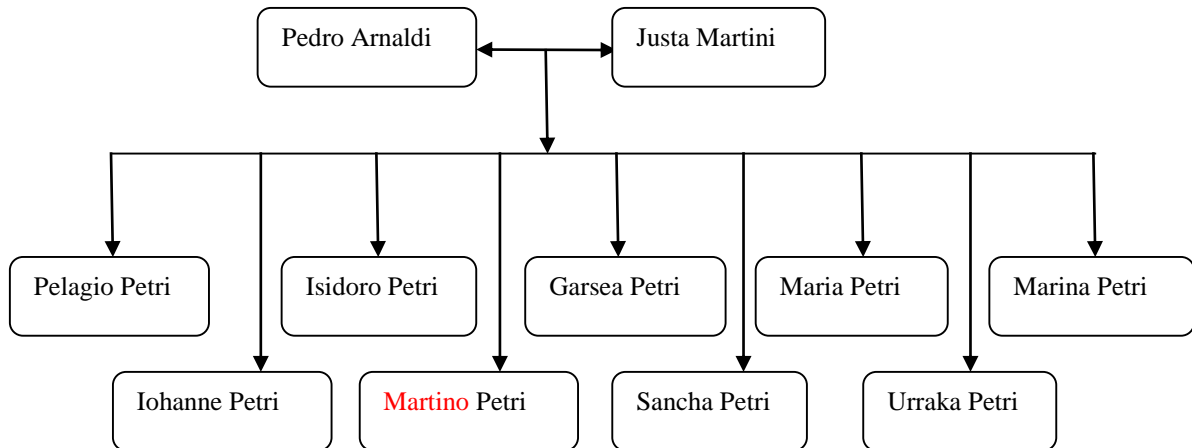 Pedro Arnaldi
Justa Martini
Pelagio Petri
Isidoro Petri
Garsea Petri
Maria Petri
Marina Petri
Iohanne Petri
Martino Petri
Sancha Petri
Urraka Petri